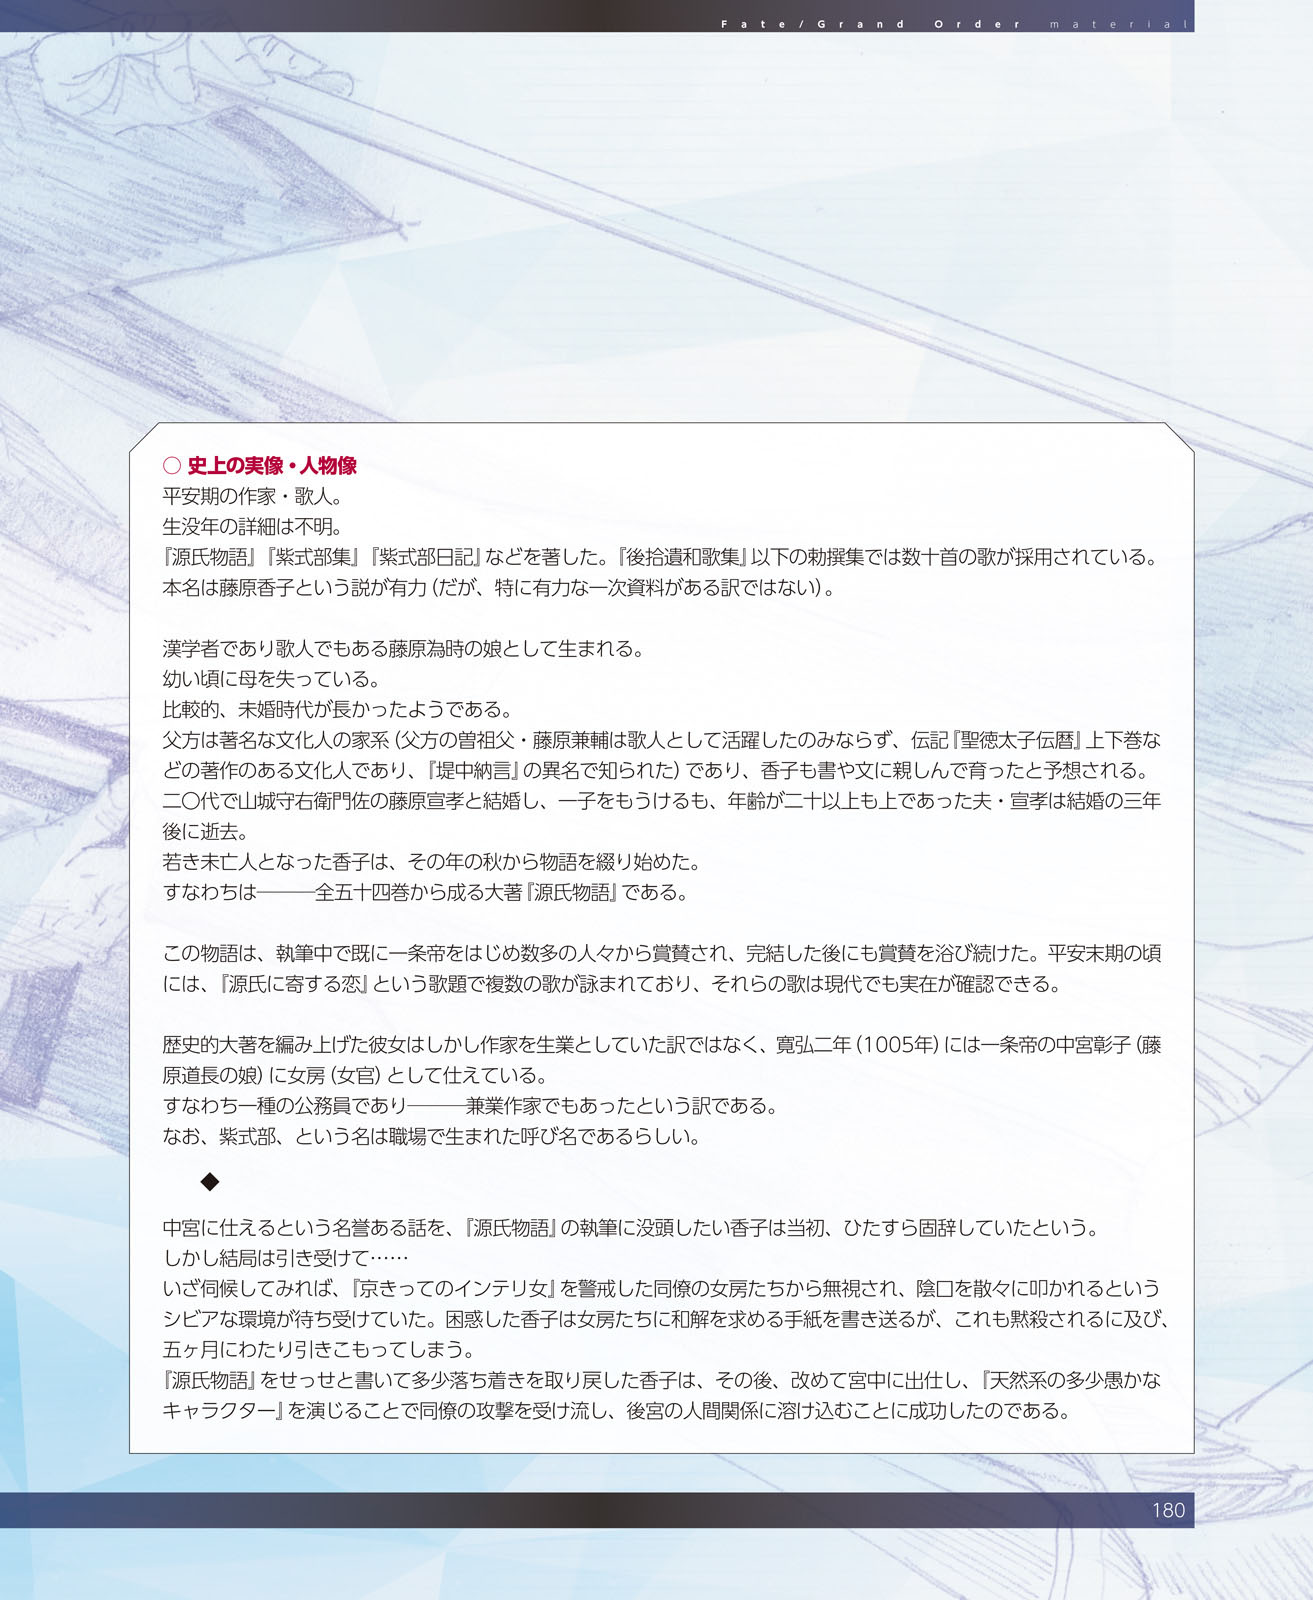 Fate/Grand Order material
○ 史上の実像・人物像
平安期の作家・歌人。
生没年の詳細は不明。
『源氏物語』『紫式部集』『紫式部日記』などを著した。『後拾遺和歌集』以下の勅撰集では数十首の歌が採用されている。
本名は藤原香子という説が有力（だが、特に有力な一次資料がある訳ではない）。
漢学者であり歌人でもある藤原為時の娘として生まれる。
幼い頃に母を失っている。
比較的、未婚時代が長かったようである。
父方は著名な文化人の家系（父方の曽祖父・藤原兼輔は歌人として活躍したのみならず、伝記『聖徳太子伝暦』上下巻な
どの著作のある文化人であり、『堤中納言』の異名で知られた）であり、香子も書や文に親しんで育ったと予想される。
二〇代で山城守右衛門佐の藤原宣孝と結婚し、一子をもうけるも、年齢が二十以上も上であった夫・宣孝は結婚の三年
後に逝去。
若き未亡人となった香子は、その年の秋から物語を綴り始めた。
すなわちは―――全五十四巻から成る大著『源氏物語』である。
この物語は、執筆中で既に一条帝をはじめ数多の人々から賞賛され、完結した後にも賞賛を浴び続けた。平安末期の頃
には、『源氏に寄する恋』という歌題で複数の歌が詠まれており、それらの歌は現代でも実在が確認できる。
歴史的大著を編み上げた彼女はしかし作家を生業としていた訳ではなく、寛弘二年（1005年）には一条帝の中宮彰子（藤
原道長の娘）に女房（女官）として仕えている。
すなわち一種の公務員であり―――兼業作家でもあったという訳である。
なお、紫式部、という名は職場で生まれた呼び名であるらしい。
◆
中宮に仕えるという名誉ある話を、『源氏物語』の執筆に没頭したい香子は当初、ひたすら固辞していたという。
しかし結局は引き受けて……
いざ伺候してみれば、『京きってのインテリ女』を警戒した同僚の女房たちから無視され、陰口を散々に叩かれるという
シビアな環境が待ち受けていた。困惑した香子は女房たちに和解を求める手紙を書き送るが、これも黙殺されるに及び、
五ヶ月にわたり引きこもってしまう。
『源氏物語』をせっせと書いて多少落ち着きを取り戻した香子は、その後、改めて宮中に出仕し、『天然系の多少愚かな
キャラクター』を演じることで同僚の攻撃を受け流し、後宮の人間関係に溶け込むことに成功したのである。
180